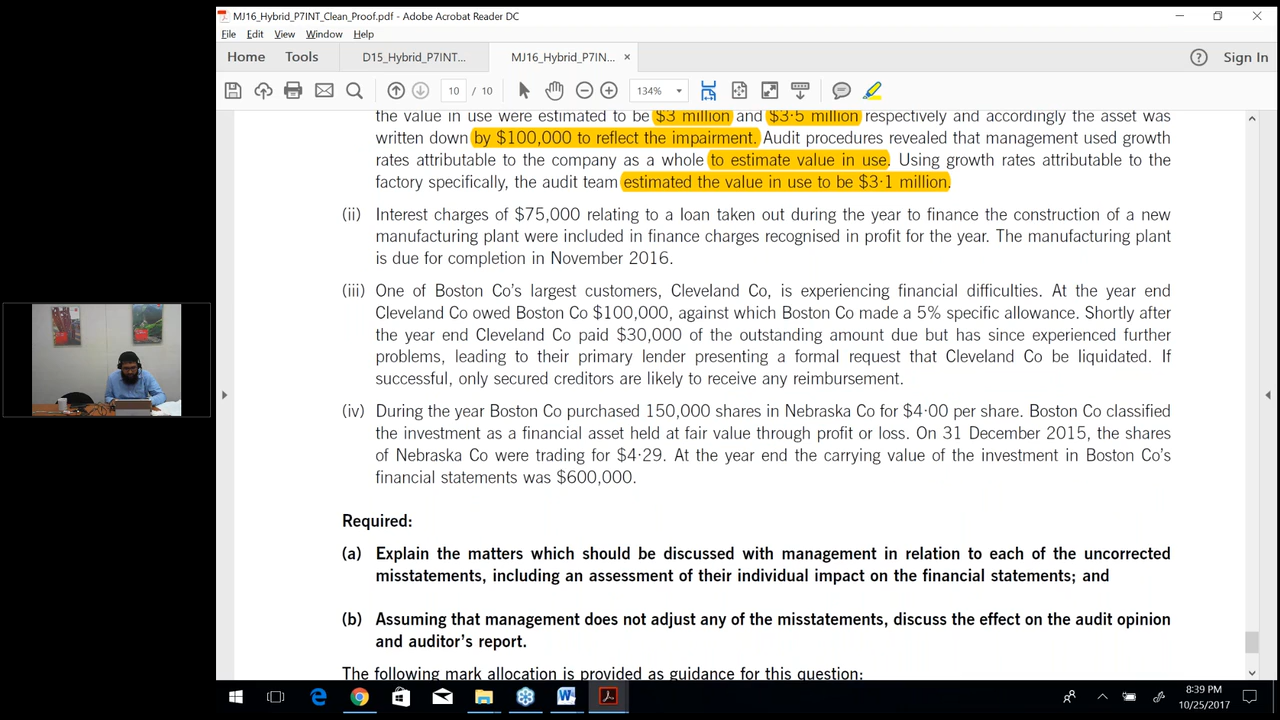 MJ16_Hybrid_P7INT_Clean_Proof.pdf - Adobe Acrobat Reader DC
File Edit View Window Help
Home Tools D15_Hybrid_P7INT... MJ16_Hybrid_P7IN... × Sign In
10 / 10 134%
the value in use were estimated to be $3 million and $3·5 million respectively and accordingly the asset was
written down by $100,000 to reflect the impairment. Audit procedures revealed that management used growth
rates attributable to the company as a whole to estimate value in use. Using growth rates attributable to the
factory specifically, the audit team estimated the value in use to be $3·1 million.
(ii) Interest charges of $75,000 relating to a loan taken out during the year to finance the construction of a new
manufacturing plant were included in finance charges recognised in profit for the year. The manufacturing plant
is due for completion in November 2016.
(iii) One of Boston Co's largest customers, Cleveland Co, is experiencing financial difficulties. At the year end
Cleveland Co owed Boston Co $100,000, against which Boston Co made a 5% specific allowance. Shortly after
the year end Cleveland Co paid $30,000 of the outstanding amount due but has since experienced further
problems, leading to their primary lender presenting a formal request that Cleveland Co be liquidated. If
successful, only secured creditors are likely to receive any reimbursement.
(iv) During the year Boston Co purchased 150,000 shares in Nebraska Co for $4·00 per share. Boston Co classified
the investment as a financial asset held at fair value through profit or loss. On 31 December 2015, the shares
of Nebraska Co were trading for $4·29. At the year end the carrying value of the investment in Boston Co's
financial statements was $600,000.
Required:
(a) Explain the matters which should be discussed with management in relation to each of the uncorrected
misstatements, including an assessment of their individual impact on the financial statements; and
(b) Assuming that management does not adjust any of the misstatements, discuss the effect on the audit opinion
and auditor's report.
The following mark allocation is provided as guidance for this question:
8:39 PM
10/25/2017